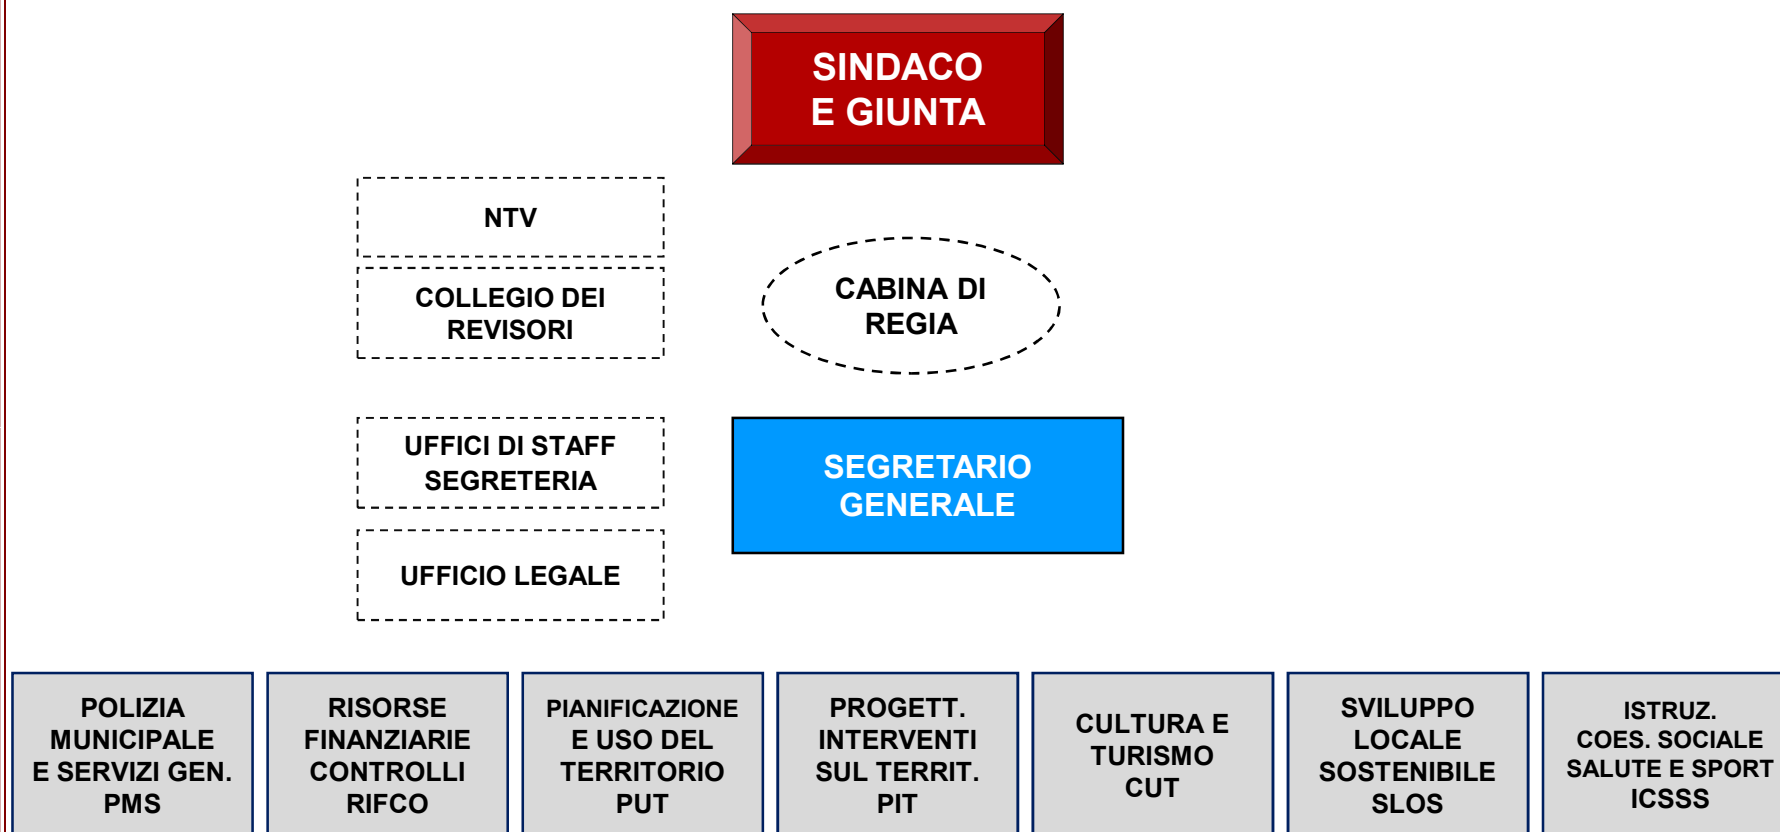 SINDACO
E GIUNTA
NTV
COLLEGIO DEI
REVISORI
CABINA DI
REGIA
UFFICI DI STAFF
SEGRETERIA
SEGRETARIO
GENERALE
UFFICIO LEGALE
POLIZIA
MUNICIPALE
E SERVIZI GEN.
PMS
RISORSE
FINANZIARIE
CONTROLLI
RIFCO
PIANIFICAZIONE
E USO DEL
TERRITORIO
PUT
PROGETT.
INTERVENTI
SUL TERRIT.
PIT
CULTURA E
TURISMO
CUT
SVILUPPO
LOCALE
SOSTENIBILE
SLOS
ISTRUZ.
COES. SOCIALE
SALUTE E SPORT
ICSSS